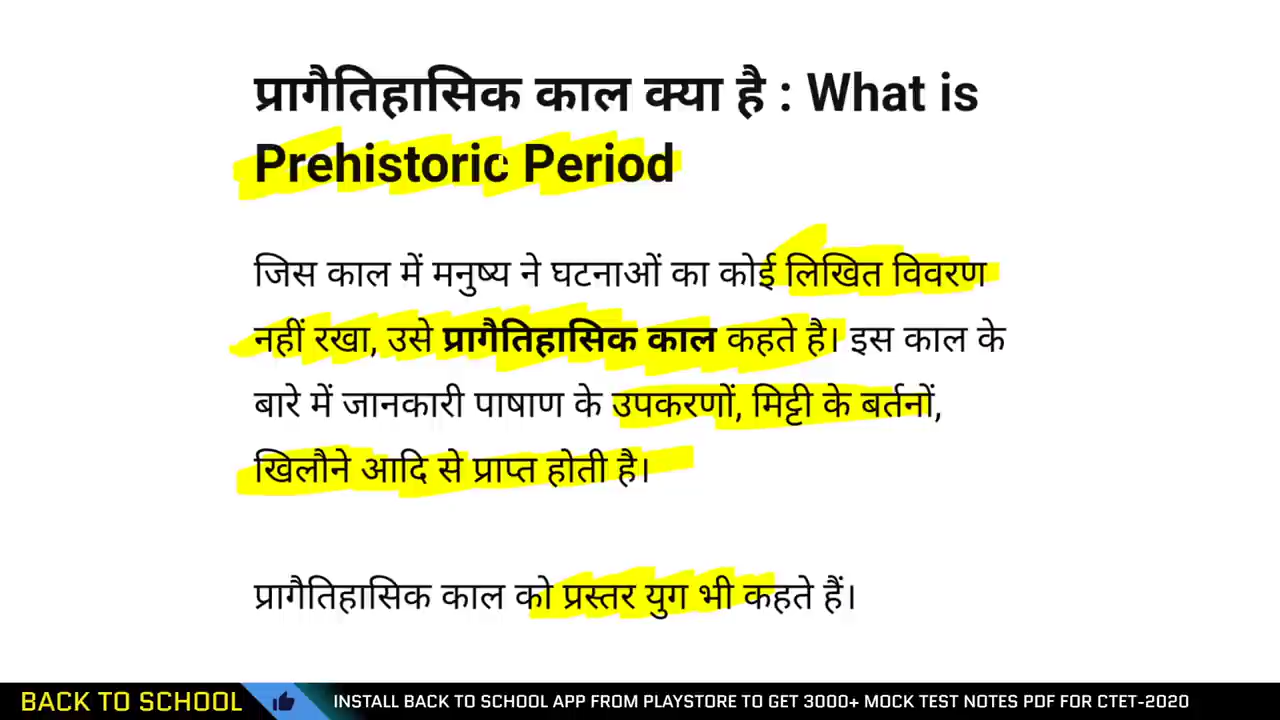 प्रागैतिहासिक काल क्या है : What is
Prehistoric Period
जिस काल में मनुष्य ने घटनाओं का कोई लिखित विवरण
नहीं रखा, उसे प्रागैतिहासिक काल कहते है। इस काल के
बारे में जानकारी पाषाण के उपकरणों, मिट्टी के बर्तनों,
खिलौने आदि से प्राप्त होती है।
प्रागैतिहासिक काल को प्रस्तर युग भी कहते हैं।
BACK TO SCHOOL INSTALL BACK TO SCHOOL APP FROM PLAYSTORE TO GET 3000+ MOCK TEST NOTES PDF FOR CTET-2020